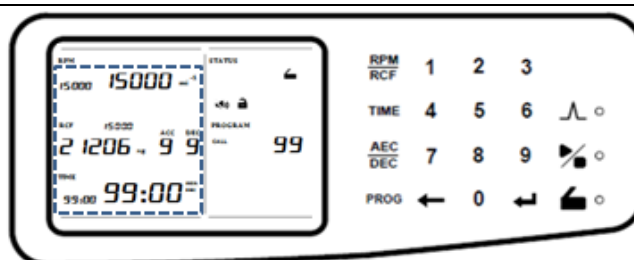 RPM
15000 15000
RCF 15000 ACC DEC
21206 9 9
TIME
99:00 99:00
STATUS
PROGRAM
99
RPM 1 2 3
RCF
TIME 4 5 6
AEC 7 8 9
DEC
PROG 0